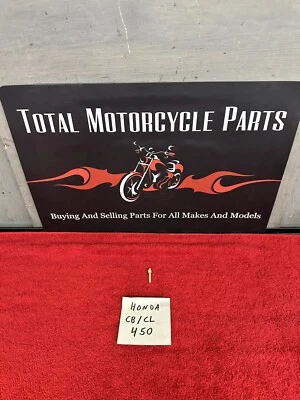 TOTAL MOTORCYCLE PARTS
Buying And Selling Parts For All Makes And Models
HONDA
CB/CL
450